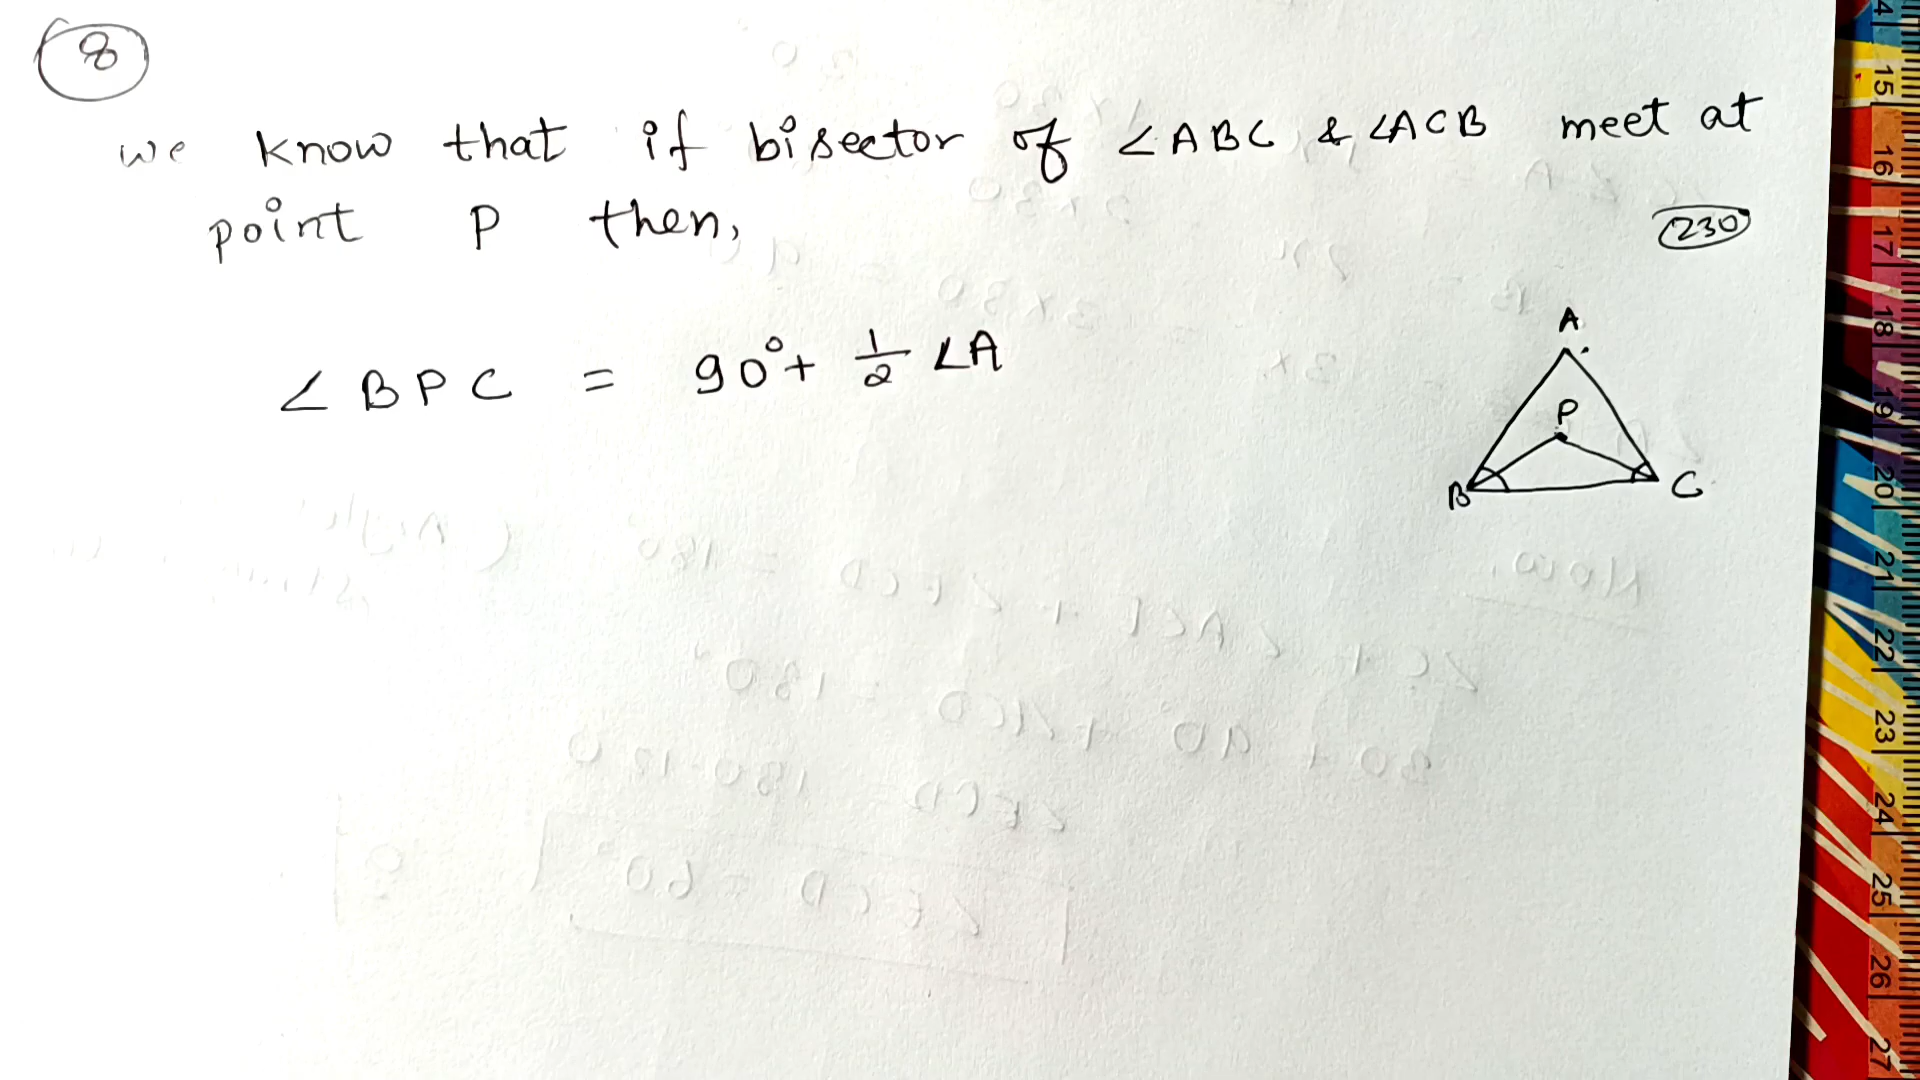 8
we know that if bisector of ∠ABC & ∠ACB meet at
point P then,
230
∠BPC = 90° + 1/2 ∠A
A
P
B
C
14
15
16
17
18
19
20
21
22
23
24
25
26
27